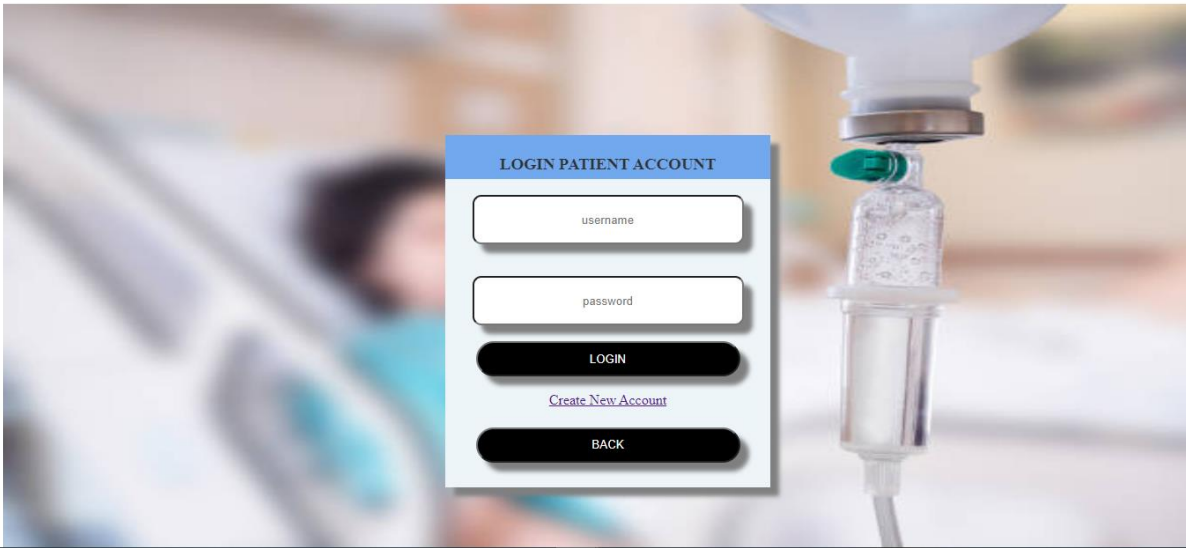 LOGIN PATIENT ACCOUNT
username
password
LOGIN
Create New Account
BACK